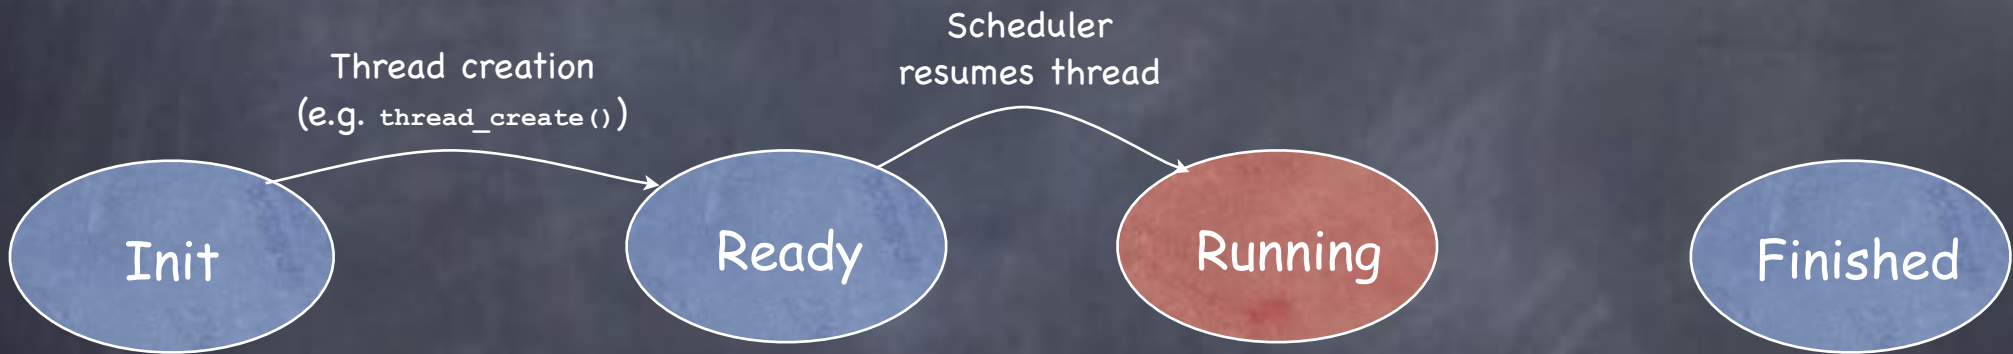 Scheduler
resumes thread
Thread creation
(e.g. thread_create())
Init
Ready
Running
Finished